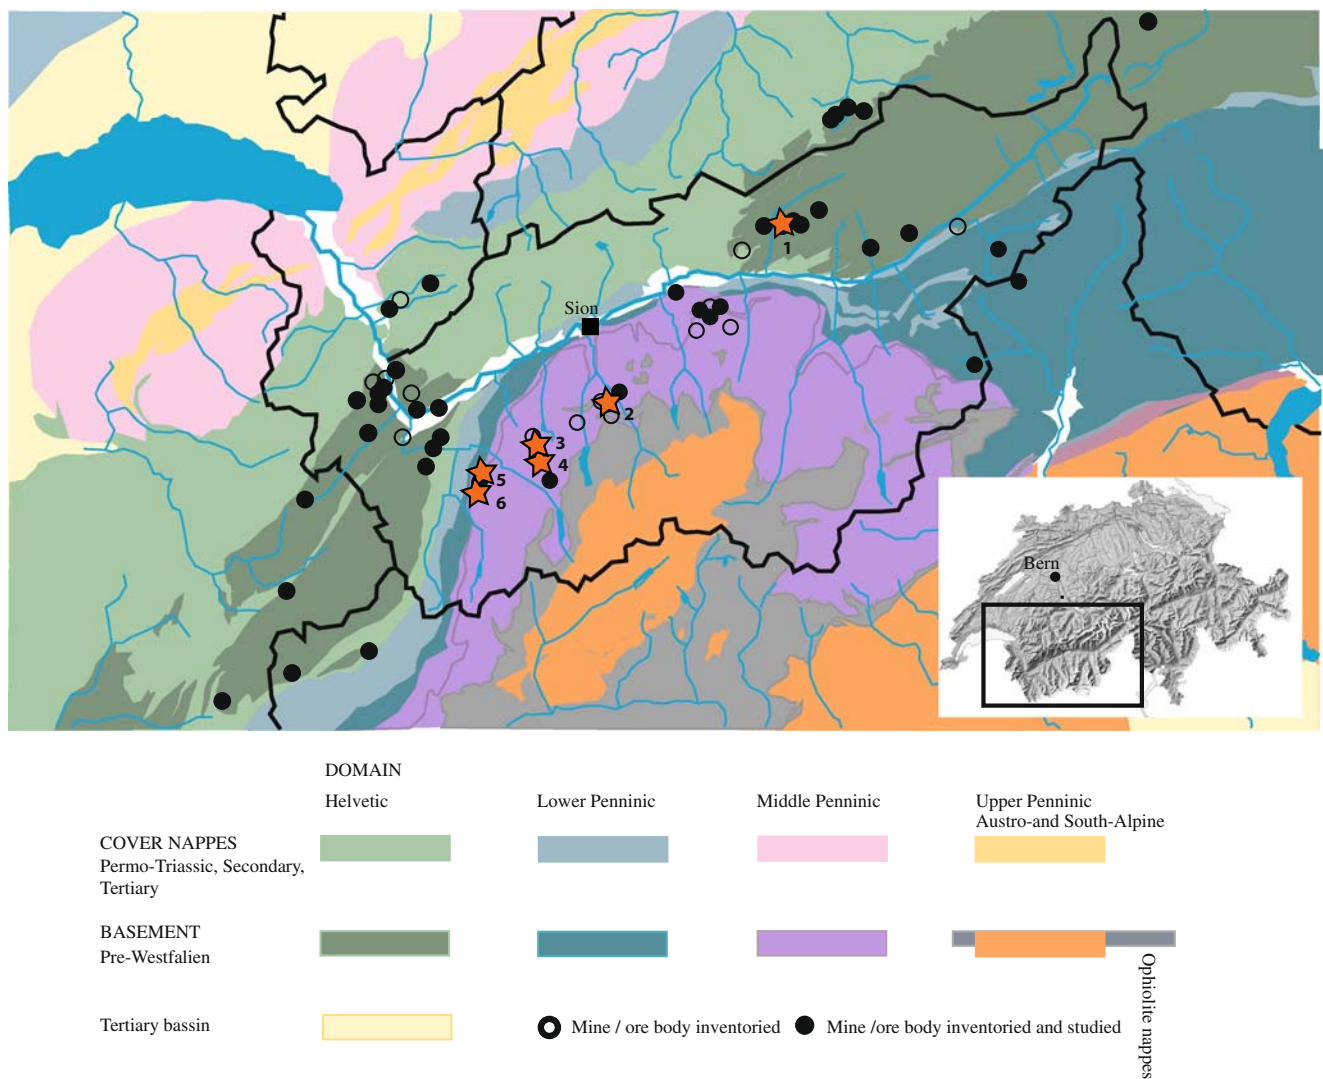 1
Sion
2
3
4
5
6
Bern
DOMAIN
Helvetic
Lower Penninic
Middle Penninic
Upper Penninic
Austro-and South-Alpine
COVER NAPPES
Permo-Triassic, Secondary,
Tertiary
BASEMENT
Pre-Westfalien
Ophiolite nappes
Tertiary bassin
Mine / ore body inventoried
Mine /ore body inventoried and studied